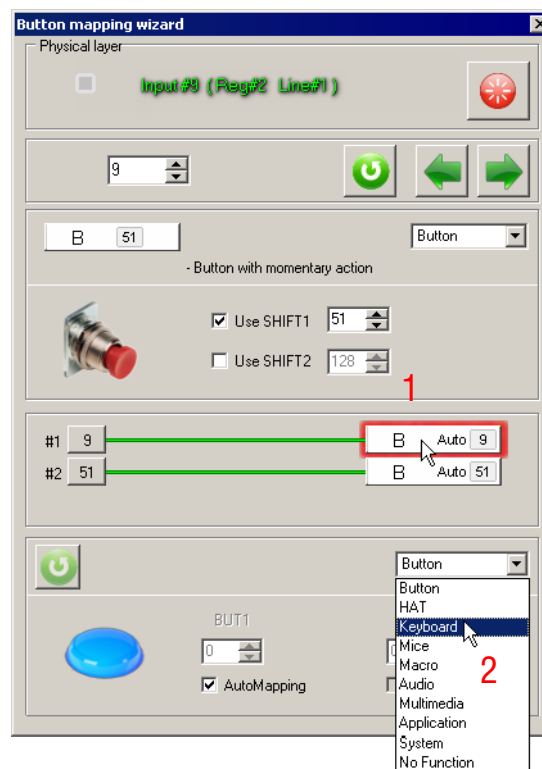 Button mapping wizard
Physical layer
Input #9 (Reg#2 Line#1)
9
B 51
Button
- Button with momentary action
Use SHIFT1 51
Use SHIFT2 128
1
#1 9 B Auto 9
#2 51 B Auto 51
Button
Button
HAT
Keyboard
Mice
Macro
Audio
Multimedia
Application
System
No Function
2
BUT1
0
AutoMapping